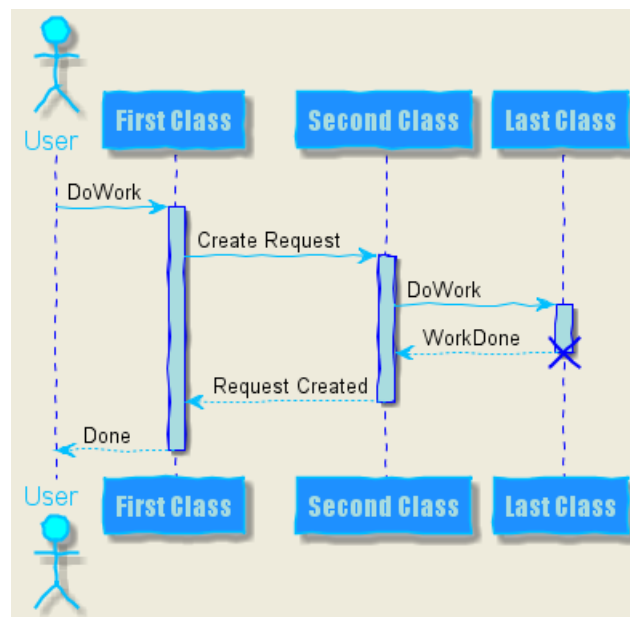 User
First Class
Second Class
Last Class
DoWork
Create Request
DoWork
WorkDone
Request Created
Done
User
First Class
Second Class
Last Class